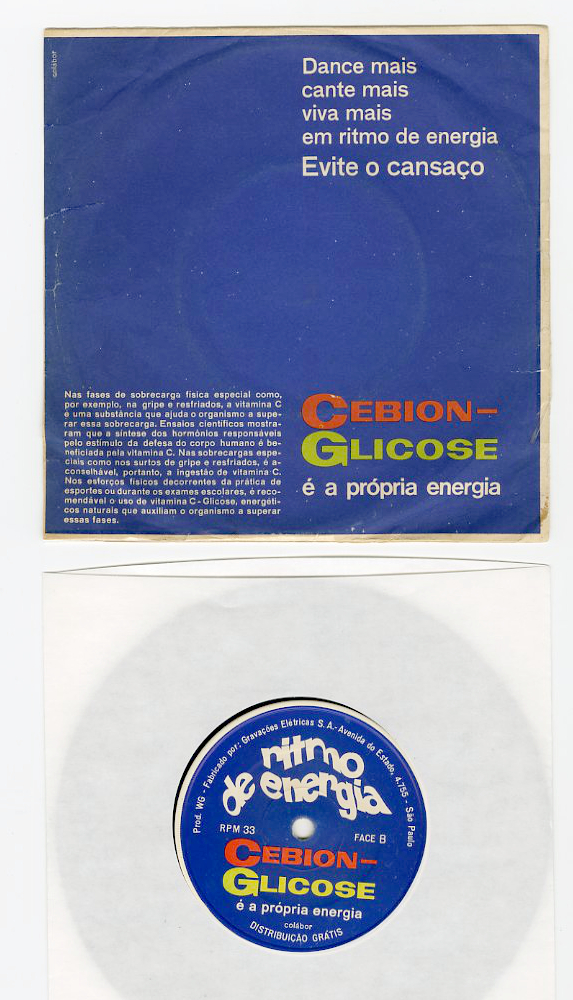 colábor
Dance mais
cante mais
viva mais
em ritmo de energia
Evite o cansaço
Nas fases de sobrecarga física especial como,
por exemplo, na gripe e resfriados, a vitamina C
é uma substância que ajuda o organismo a supe-
rar essa sobrecarga. Ensaios científicos mostra-
ram que a síntese dos hormônios responsáveis
pelo estímulo da defesa do corpo humano é be-
neficiada pela vitamina C. Nas sobrecargas espe-
ciais como nos surtos de gripe e resfriados, é a-
conselhável, portanto, a ingestão de vitamina C.
Nos esforços físicos decorrentes da prática de
esportes ou durante os exames escolares, é reco-
mendável o uso de vitamina C-Glicose, energéti-
cos naturais que auxiliam o organismo a superar
essas fases.
CEBION-
GLICOSE
é a própria energia
Prod. WG - Fabricado por: Gravações Elétricas S.A.-Avenida do Estado, 4.755 - São Paulo
ritmo
de energia
RPM 33
FACE B
CEBION-
GLICOSE
é a própria energia
colábor
DISTRIBUIÇÃO GRÁTIS